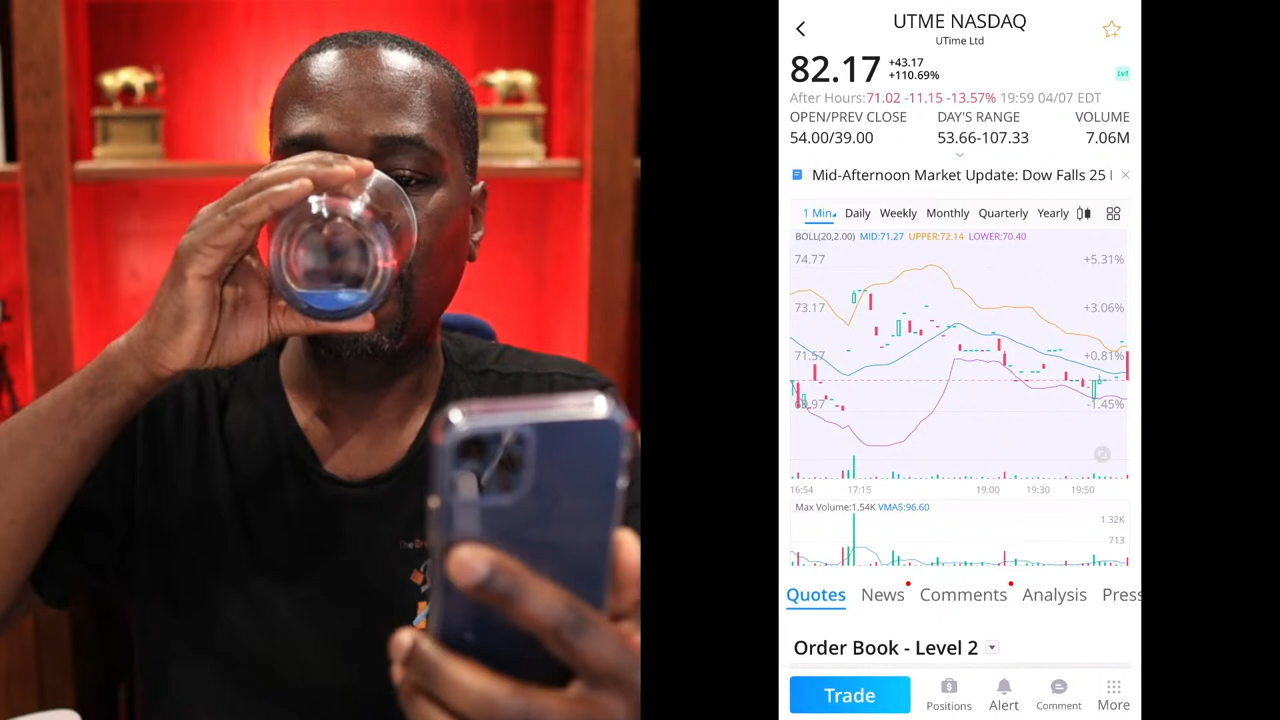 UTME NASDAQ
UTime Ltd
82.17
+43.17
+110.69%
Lv1
After Hours:71.02 -11.15 -13.57% 19:59 04/07 EDT
OPEN/PREV CLOSE DAY'S RANGE VOLUME
54.00/39.00 53.66-107.33 7.06M
Mid-Afternoon Market Update: Dow Falls 25
1 Min Daily Weekly Monthly Quarterly Yearly
BOLL(20,2.00) MID:71.27 UPPER:72.14 LOWER:70.40
74.77 +5.31%
73.17 +3.06%
71.57 +0.81%
-1.45%
16:54 17:15 19:00 19:30 19:50
Max Volume:1.54K VMA5:96.60
1.32K
713
Quotes News Comments Analysis Press
Order Book - Level 2
Trade Positions Alert Comment More